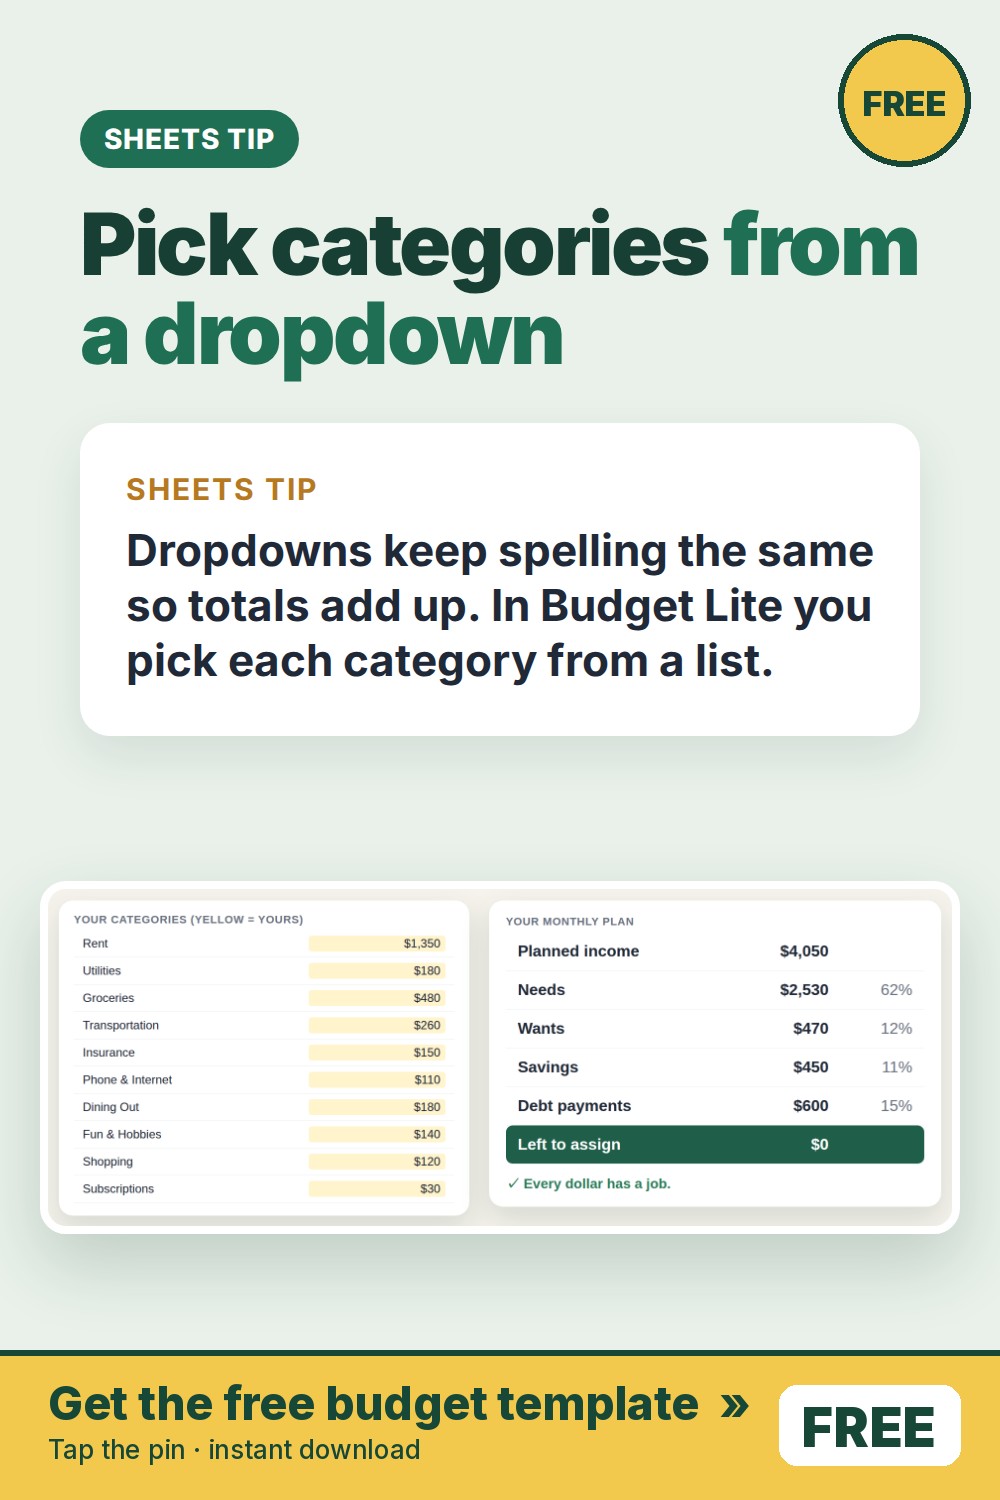 FREE
SHEETS TIP
Pick categories from
a dropdown
SHEETS TIP
Dropdowns keep spelling the same
so totals add up. In Budget Lite you
pick each category from a list.
YOUR CATEGORIES (YELLOW = YOURS)
Rent $1,350
Utilities $180
Groceries $480
Transportation $260
Insurance $150
Phone & Internet $110
Dining Out $180
Fun & Hobbies $140
Shopping $120
Subscriptions $30
YOUR MONTHLY PLAN
Planned income $4,050
Needs $2,530 62%
Wants $470 12%
Savings $450 11%
Debt payments $600 15%
Left to assign $0
✓ Every dollar has a job.
Get the free budget template »
Tap the pin · instant download
FREE